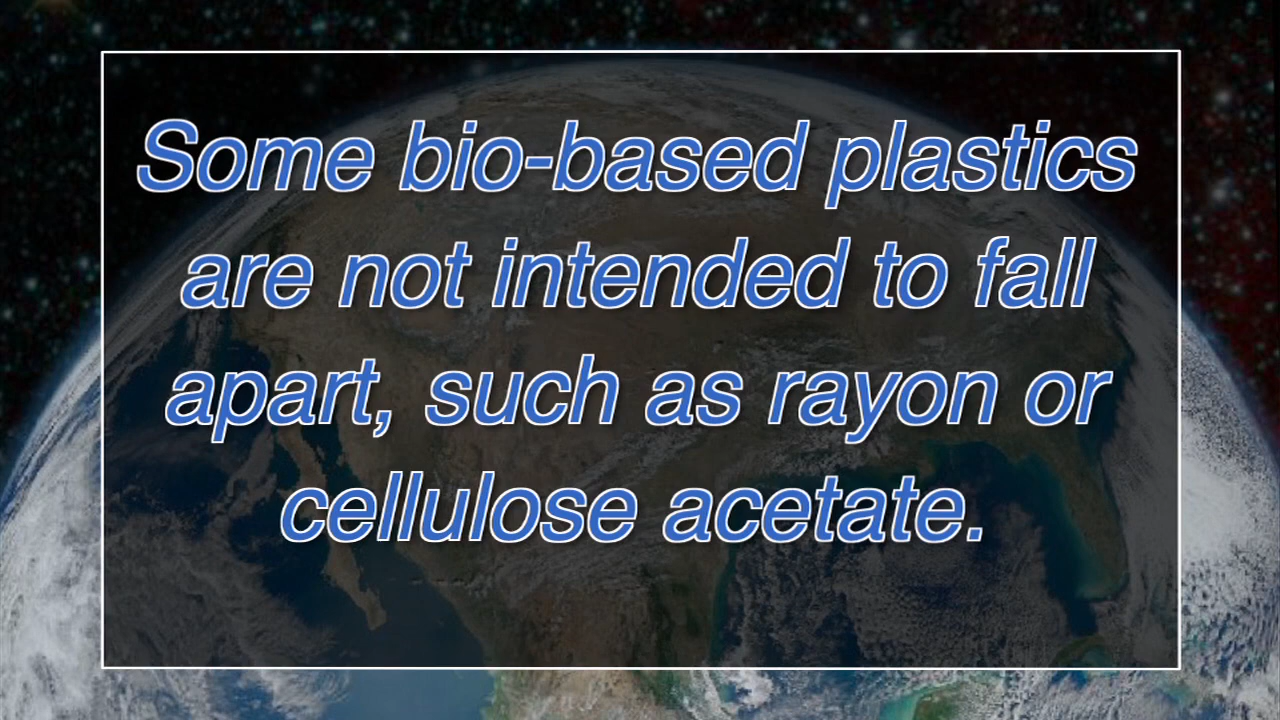 Some bio-based plastics
are not intended to fall
apart, such as rayon or
cellulose acetate.